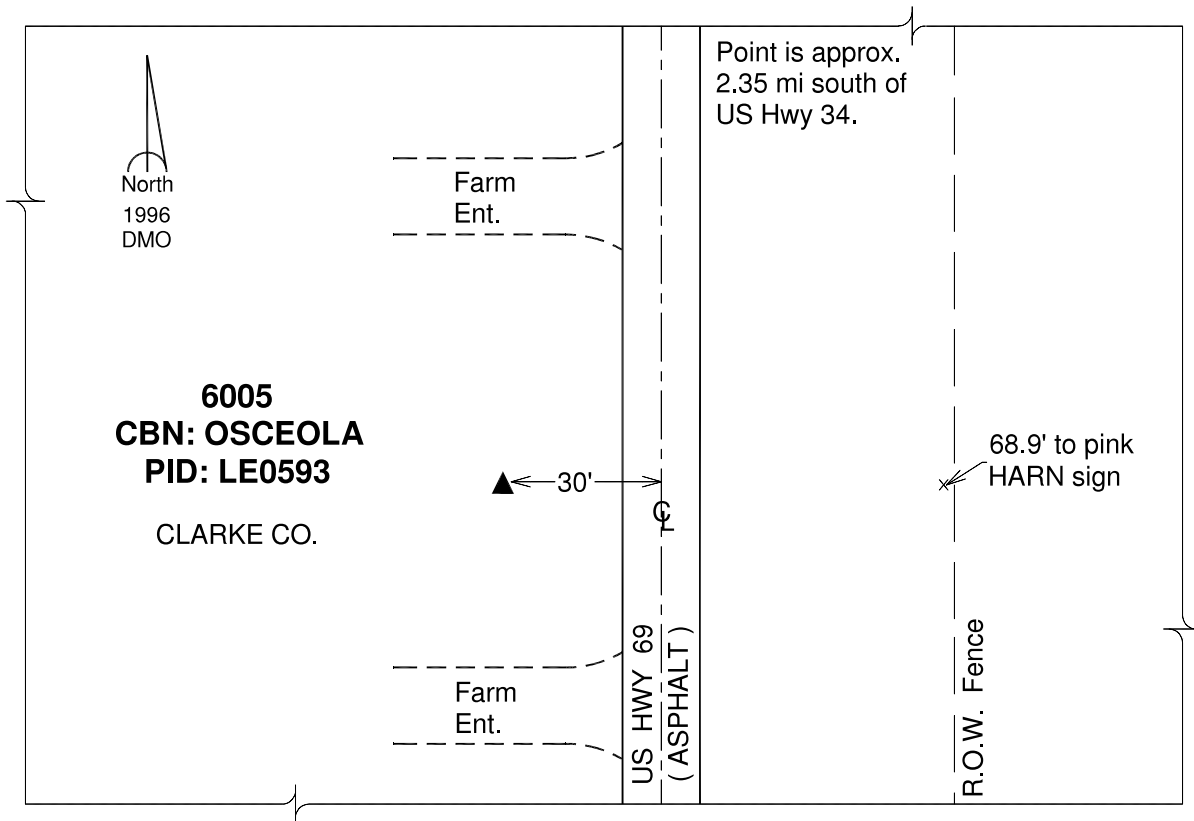 Point is approx.
2.35 mi south of
US Hwy 34.
North
1996
DMO
Farm
Ent.
6005
CBN: OSCEOLA
PID: LE0593
CLARKE CO.
30'
CL
68.9' to pink
HARN sign
Farm
Ent.
US HWY 69
( ASPHALT )
R.O.W. Fence